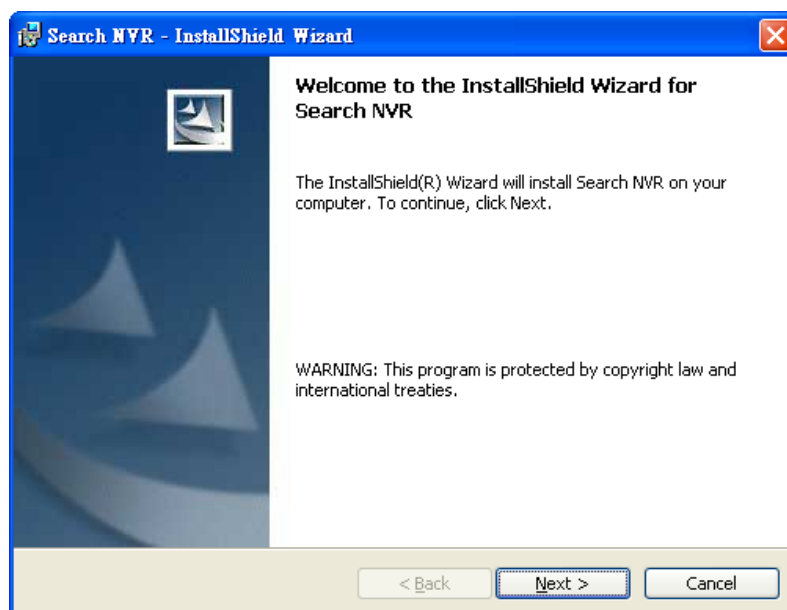 Search NVR - InstallShield Wizard
Welcome to the InstallShield Wizard for
Search NVR
The InstallShield(R) Wizard will install Search NVR on your
computer. To continue, click Next.
WARNING: This program is protected by copyright law and
international treaties.
< Back
Next >
Cancel